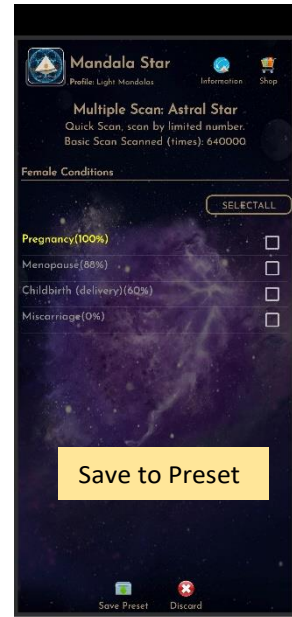 Mandala Star
Profile: Light Mandalas
Information
Shop
Multiple Scan: Astral Star
Quick Scan, scan by limited number.
Basic Scan Scanned (times): 640000
Female Conditions
SELECTALL
Pregnancy(100%)
Menopause(88%)
Childbirth (delivery)(60%)
Miscarriage(0%)
Save to Preset
Save Preset
Discard